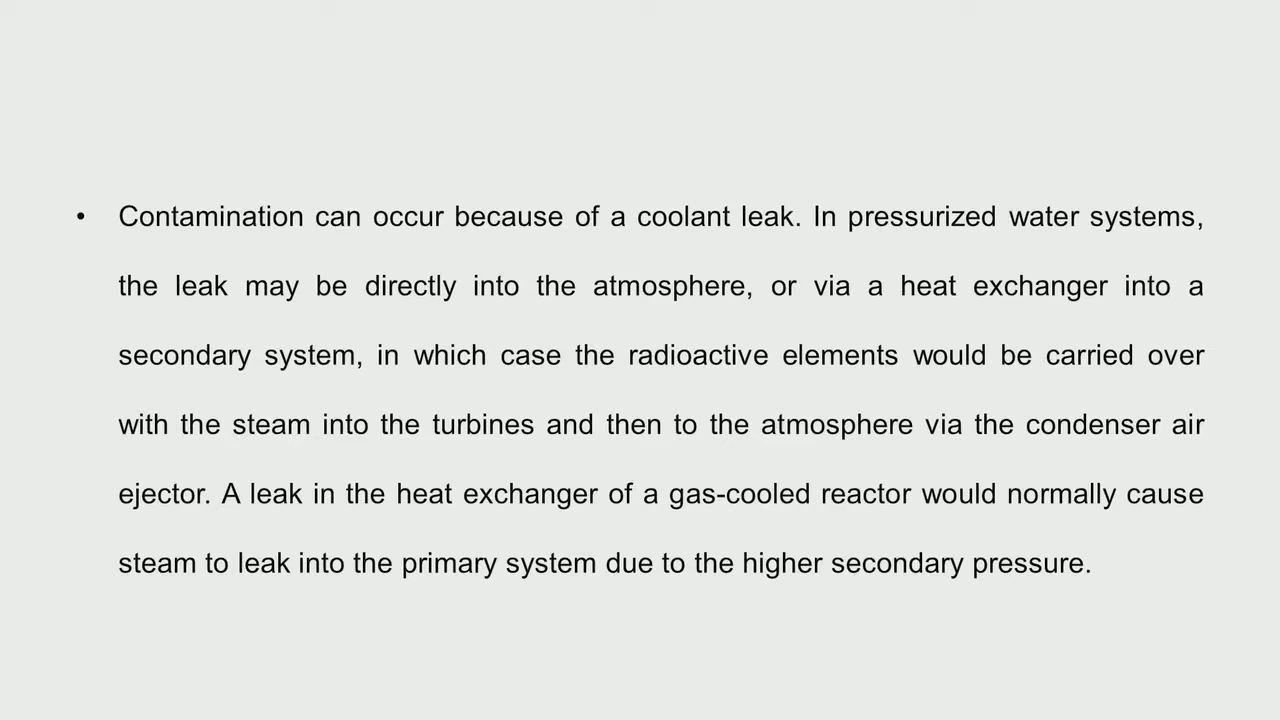 • Contamination can occur because of a coolant leak. In pressurized water systems,
the leak may be directly into the atmosphere, or via a heat exchanger into a
secondary system, in which case the radioactive elements would be carried over
with the steam into the turbines and then to the atmosphere via the condenser air
ejector. A leak in the heat exchanger of a gas-cooled reactor would normally cause
steam to leak into the primary system due to the higher secondary pressure.